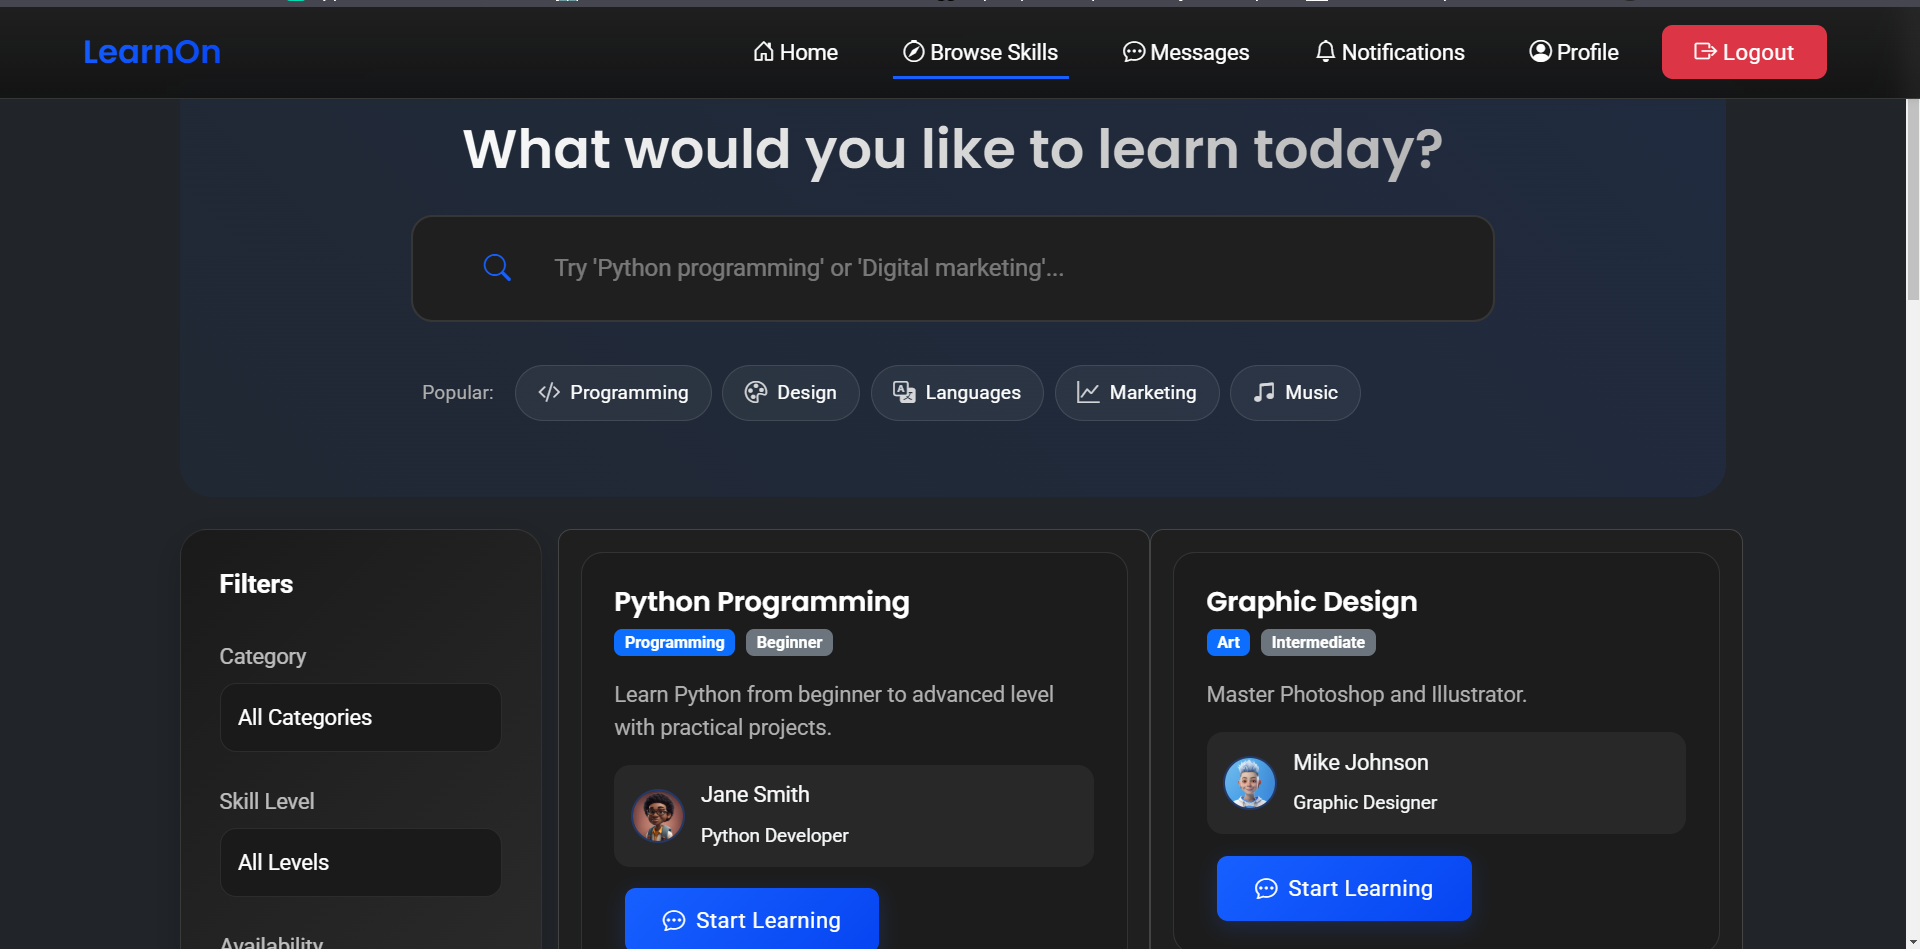 LearnOn
Home
Browse Skills
Messages
Notifications
Profile
Logout
What would you like to learn today?
Try 'Python programming' or 'Digital marketing'...
Popular:
Programming
Design
Languages
Marketing
Music
Filters
Category
All Categories
Skill Level
All Levels
Availability
Python Programming
Programming
Beginner
Learn Python from beginner to advanced level
with practical projects.
Jane Smith
Python Developer
Start Learning
Graphic Design
Art
Intermediate
Master Photoshop and Illustrator.
Mike Johnson
Graphic Designer
Start Learning